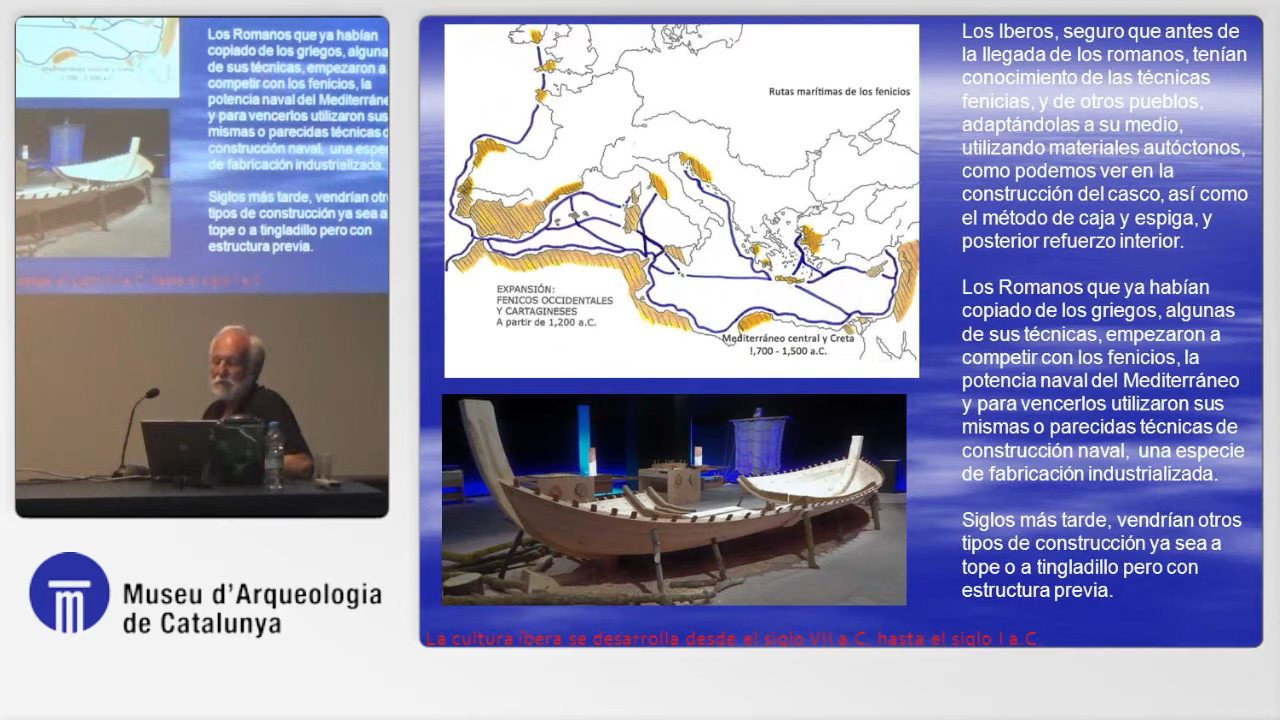 Los Romanos que ya habían
copiado de los griegos, alguna
de sus técnicas, empezaron a
competir con los fenicios, la
potencia naval del Mediterráne
y para vencerlos utilizaron sus
mismas o parecidas técnicas d
construcción naval, una espec
de fabricación industrializada.
Siglos más tarde, vendrían otr
tipos de construcción ya sea a
tope o a tingladillo pero con
estructura previa.
Museu d'Arqueologia
de Catalunya
Rutas marítimas de los fenicios
EXPANSIÓN:
FENICOS OCCIDENTALES
Y CARTAGINESES
A partir de 1,200 a.C.
Mediterráneo central y Creta
!,700 - 1,500 a.C.
Los Iberos, seguro que antes de
la llegada de los romanos, tenían
conocimiento de las técnicas
fenicias, y de otros pueblos,
adaptándolas a su medio,
utilizando materiales autóctonos,
como podemos ver en la
construcción del casco, así como
el método de caja y espiga, y
posterior refuerzo interior.
Los Romanos que ya habían
copiado de los griegos, algunas
de sus técnicas, empezaron a
competir con los fenicios, la
potencia naval del Mediterráneo
y para vencerlos utilizaron sus
mismas o parecidas técnicas de
construcción naval, una especie
de fabricación industrializada.
Siglos más tarde, vendrían otros
tipos de construcción ya sea a
tope o a tingladillo pero con
estructura previa.
La cultura íbera se desarrolla desde el siglo VII a.C. hasta el siglo I a.C.